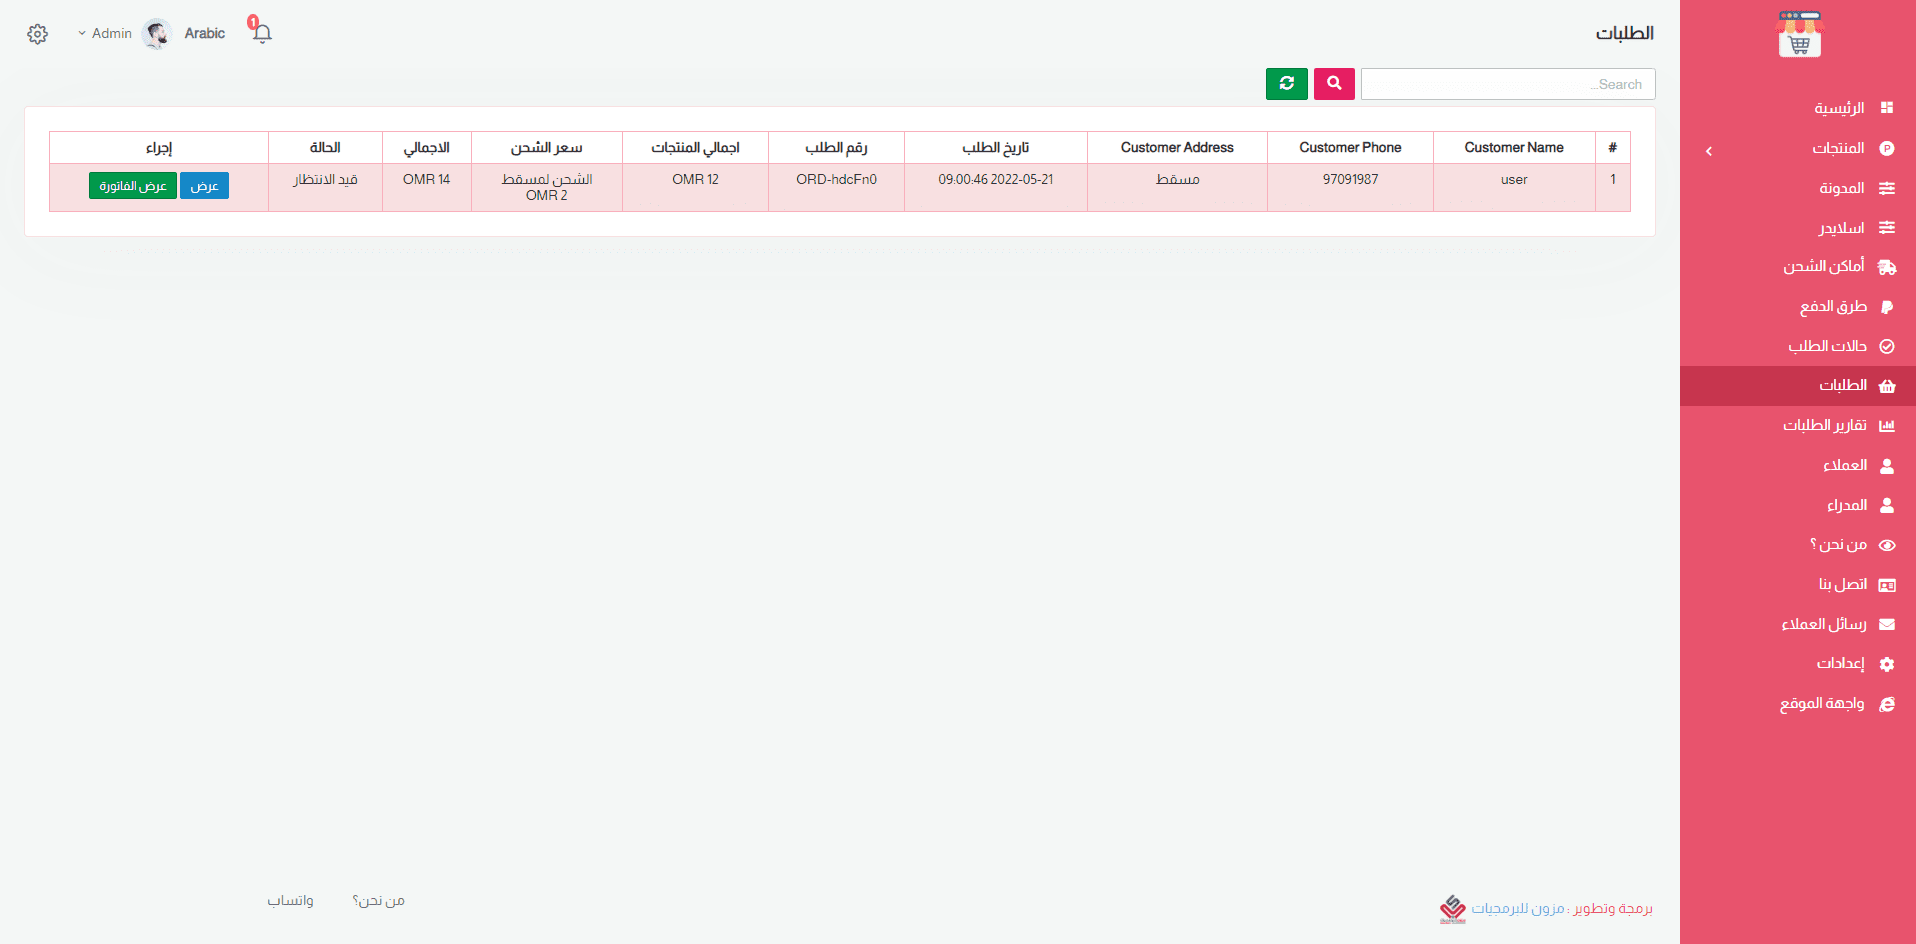 الطلبات
1
Arabic
Admin
Search...
#
Customer Name
Customer Phone
Customer Address
تاريخ الطلب
رقم الطلب
اجمالي المنتجات
سعر الشحن
الاجمالي
الحالة
إجراء
1
user
97091987
مسقط
09:00:46 2022-05-21
ORD-hdcFn0
OMR 12
الشحن لمسقط
OMR 2
OMR 14
قيد الانتظار
عرض
عرض الفاتورة
الرئيسية
المنتجات
المدونة
اسلايدر
أماكن الشحن
طرق الدفع
حالات الطلب
الطلبات
تقارير الطلبات
العملاء
المدراء
من نحن ؟
اتصل بنا
رسائل العملاء
إعدادات
واجهة الموقع
برمجة وتطوير : مزون للبرمجيات
من نحن؟
واتساب